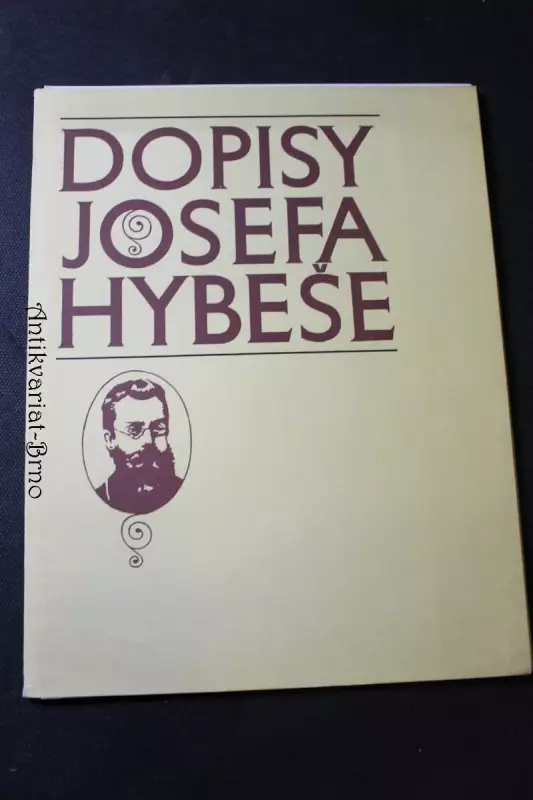 DOPISY
JOSEFA
HYBEŠE
Antikvariat-Brno